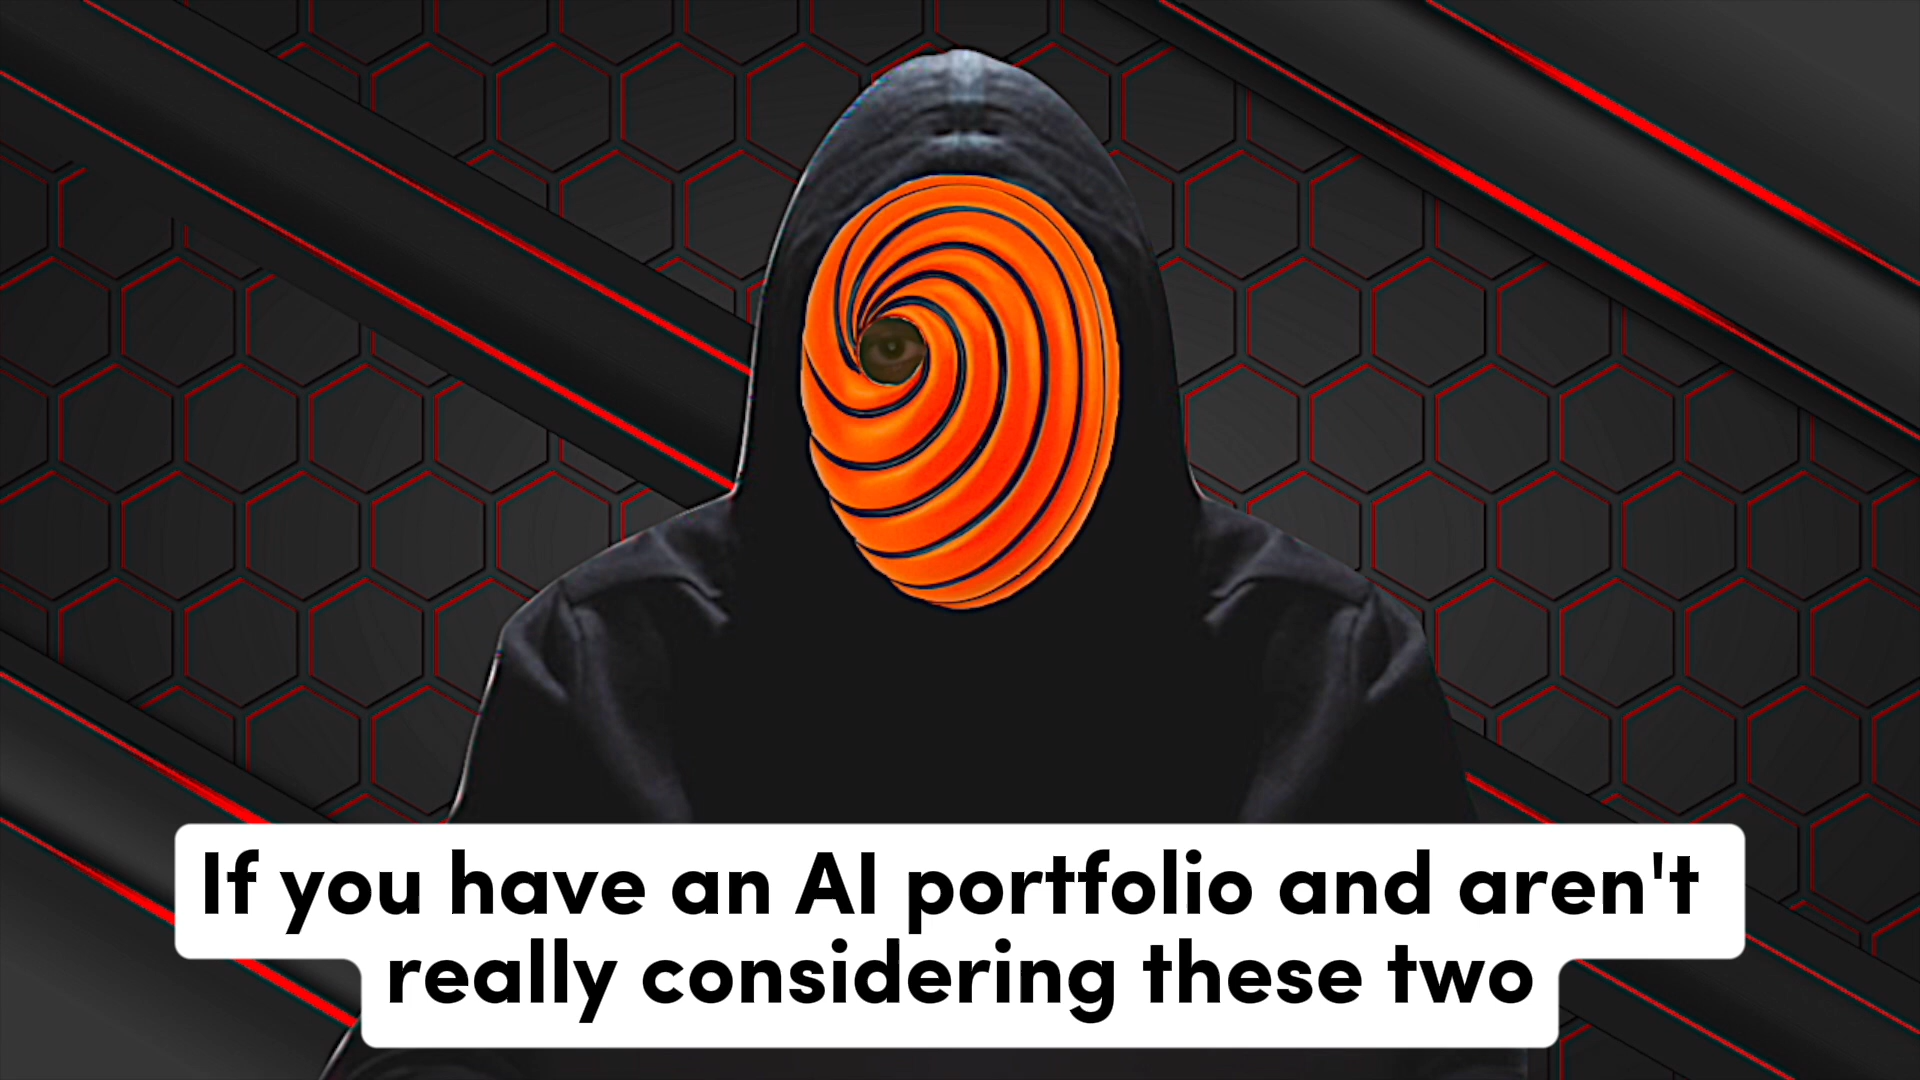 If you have an AI portfolio and aren't
really considering these two